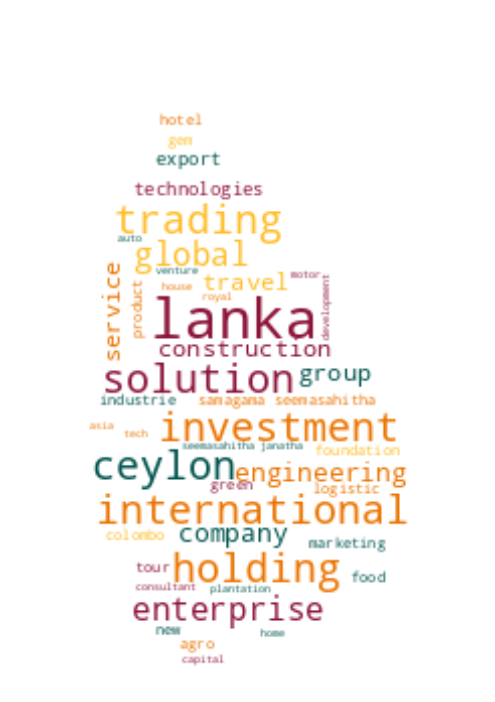 hotel
gem
export
technologies
trading
auto
global
venture
motor
service
product
house
travel
development
royal
lanka
construction
solution
group
industrie
samagama seemasahitha
asia
tech
investment
seemasahitha janatha
foundation
ceylon
engineering
green
logistic
international
colombo
company
marketing
tour
holding
food
consultant
plantation
enterprise
new
home
agro
capital